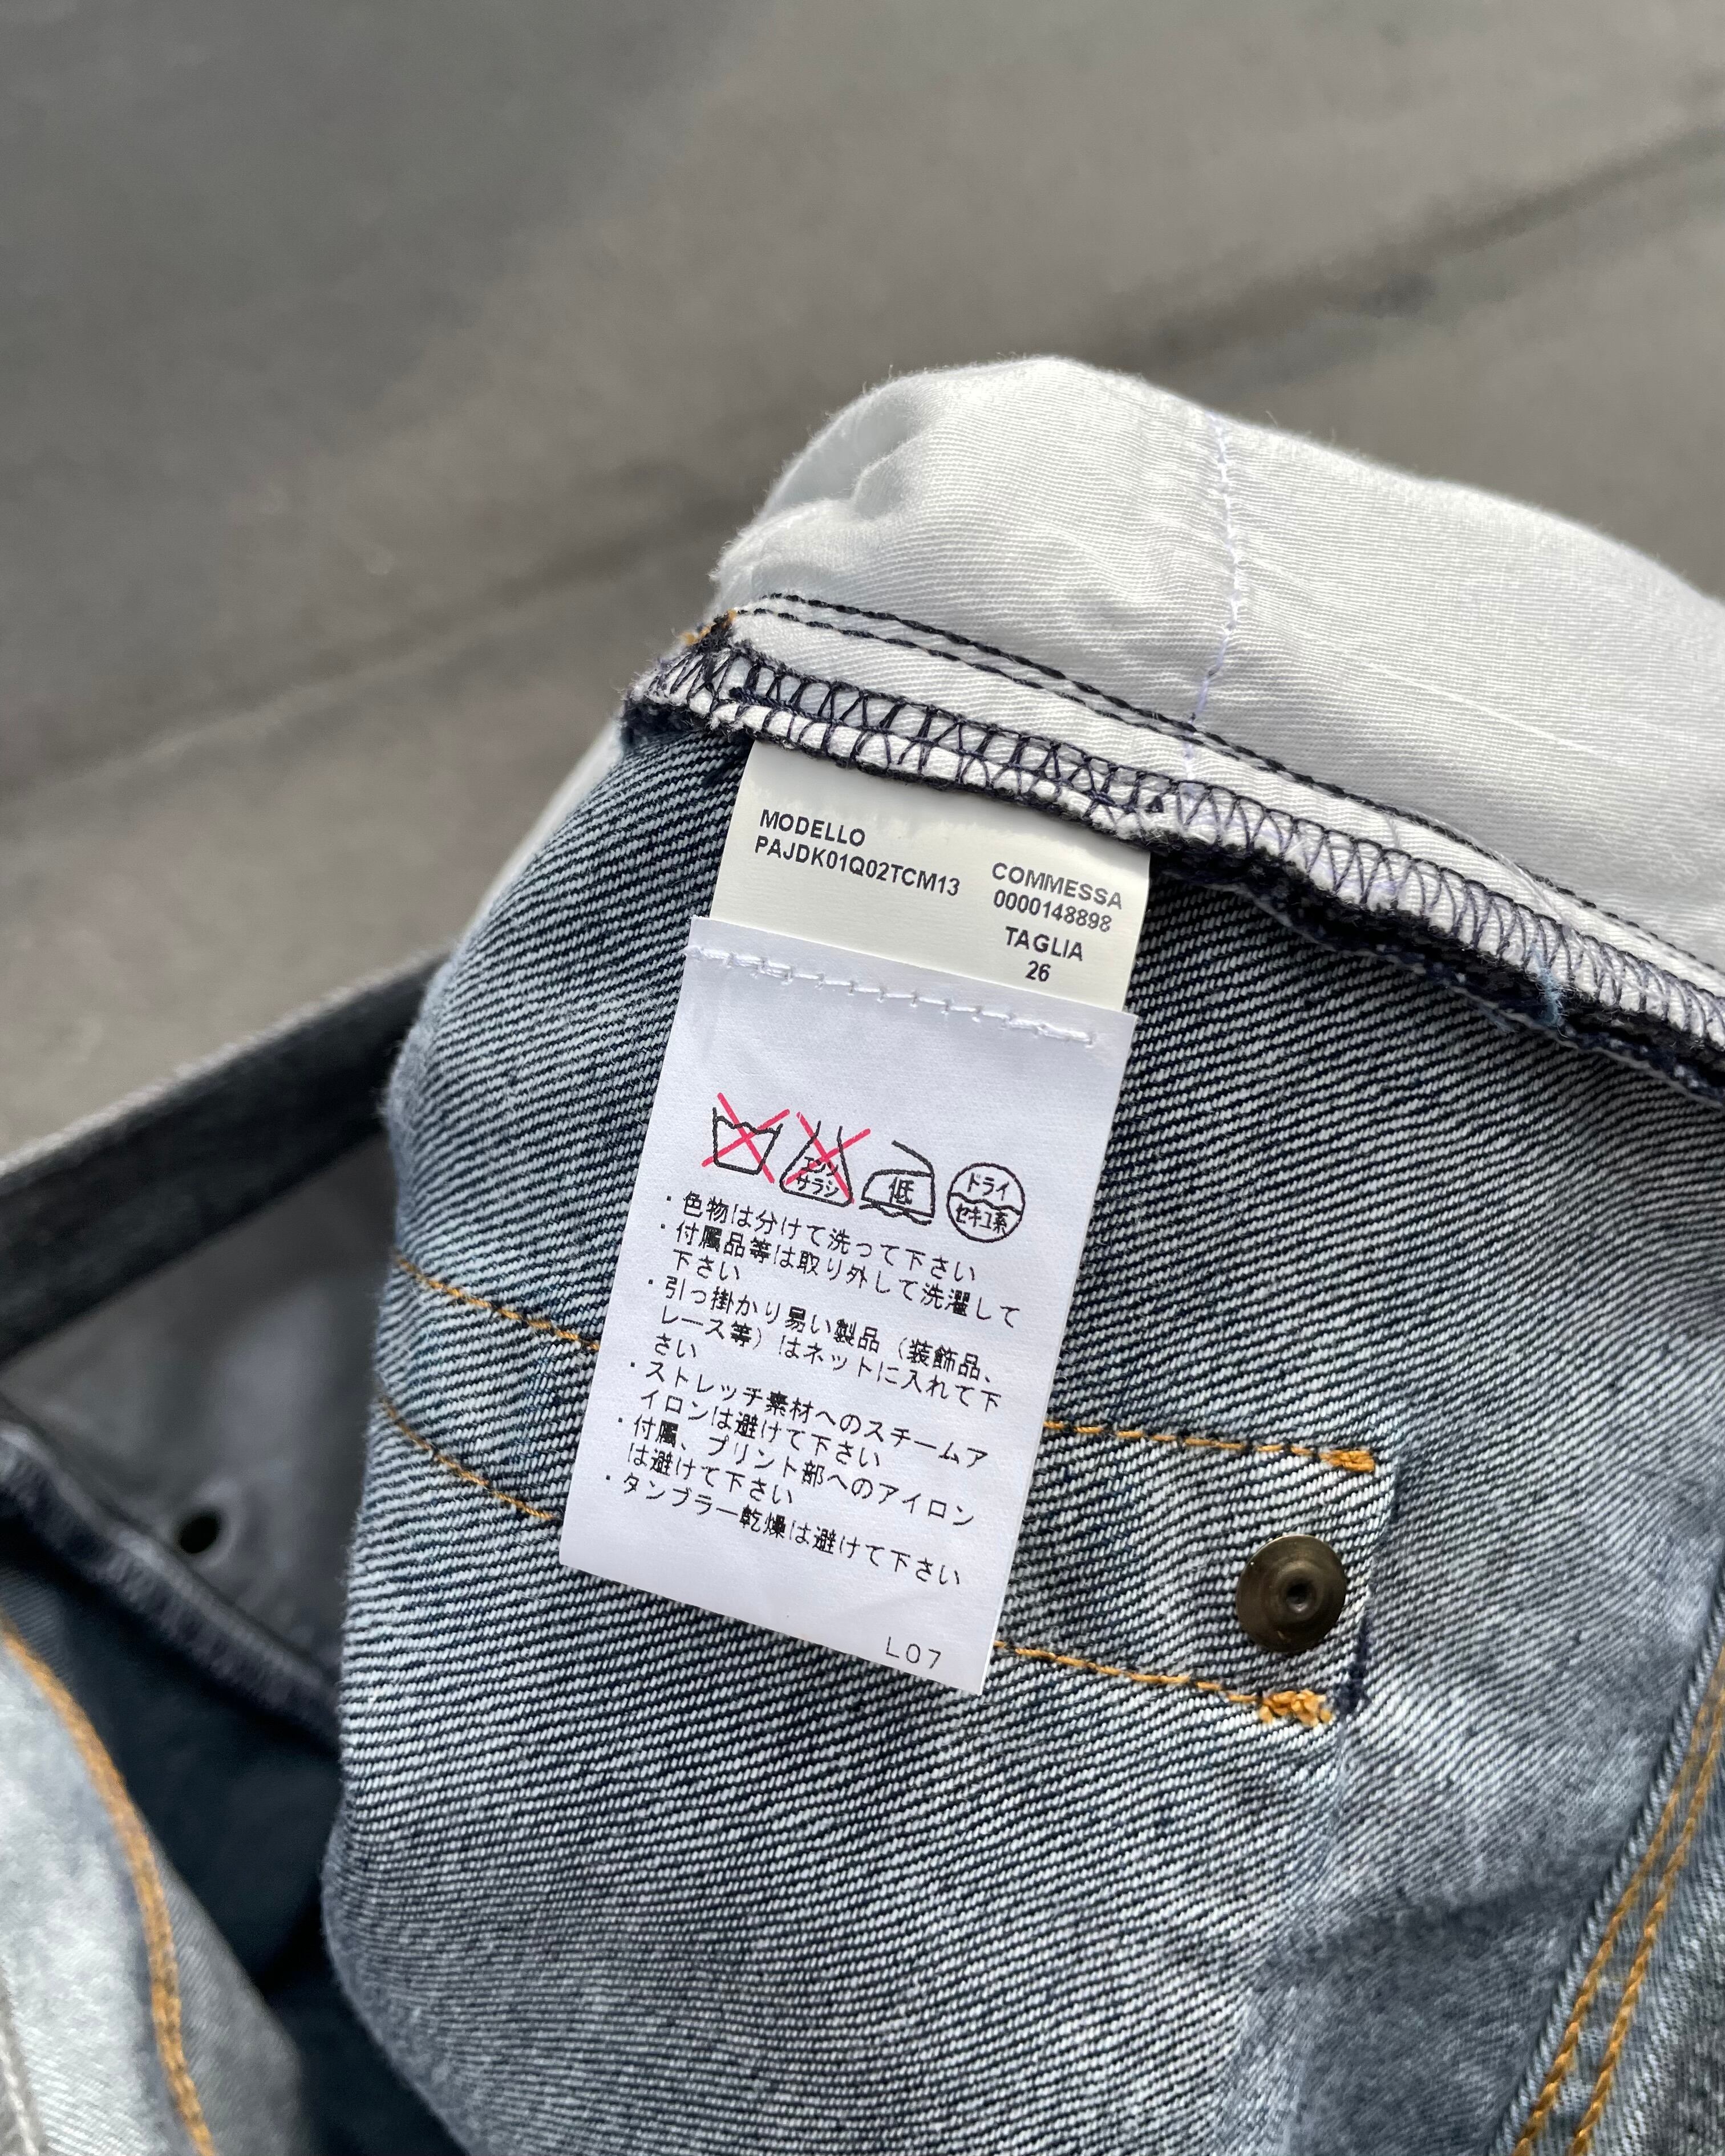 MODELLO
PAJDK01Q02TCM13
COMMESSA
0000148898
TAGLIA
26
エンソ
サラシ
低
ドライ
セキユ系
・色物は分けて洗って下さい
・付属品等は取り外して洗濯して
下さい
・引っ掛かり易い製品（装飾品、
レース等）はネットに入れて下
さい
・ストレッチ素材へのスチームア
イロンは避けて下さい
・付属、プリント部へのアイロン
は避けて下さい
・タンブラー乾燥は避けて下さい
L07